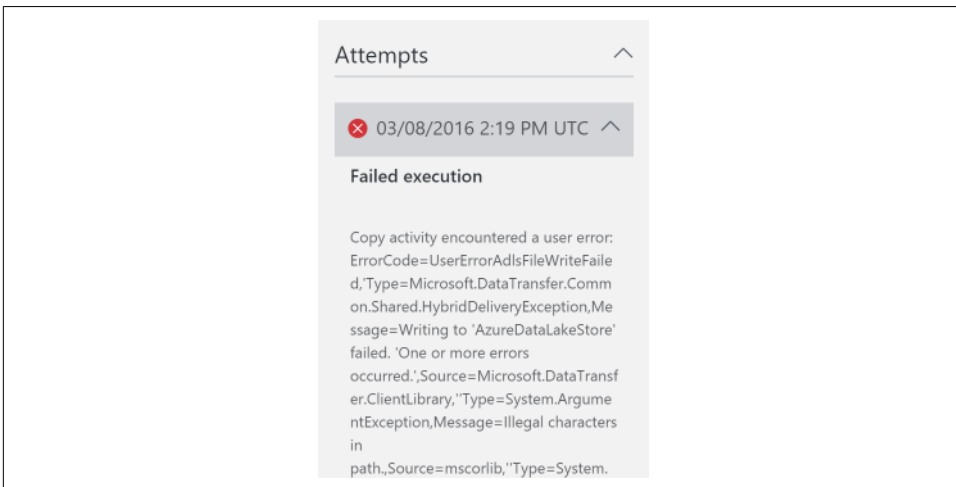 Attempts
03/08/2016 2:19 PM UTC
Failed execution
Copy activity encountered a user error:
ErrorCode=UserErrorAdlsFileWriteFaile
d,'Type=Microsoft.DataTransfer.Comm
on.Shared.HybridDeliveryException,Me
ssage=Writing to 'AzureDataLakeStore'
failed. 'One or more errors
occurred.',Source=Microsoft.DataTransf
er.ClientLibrary,''Type=System.Argume
ntException,Message=Illegal characters
in
path.,Source=mscorlib,''Type=System.